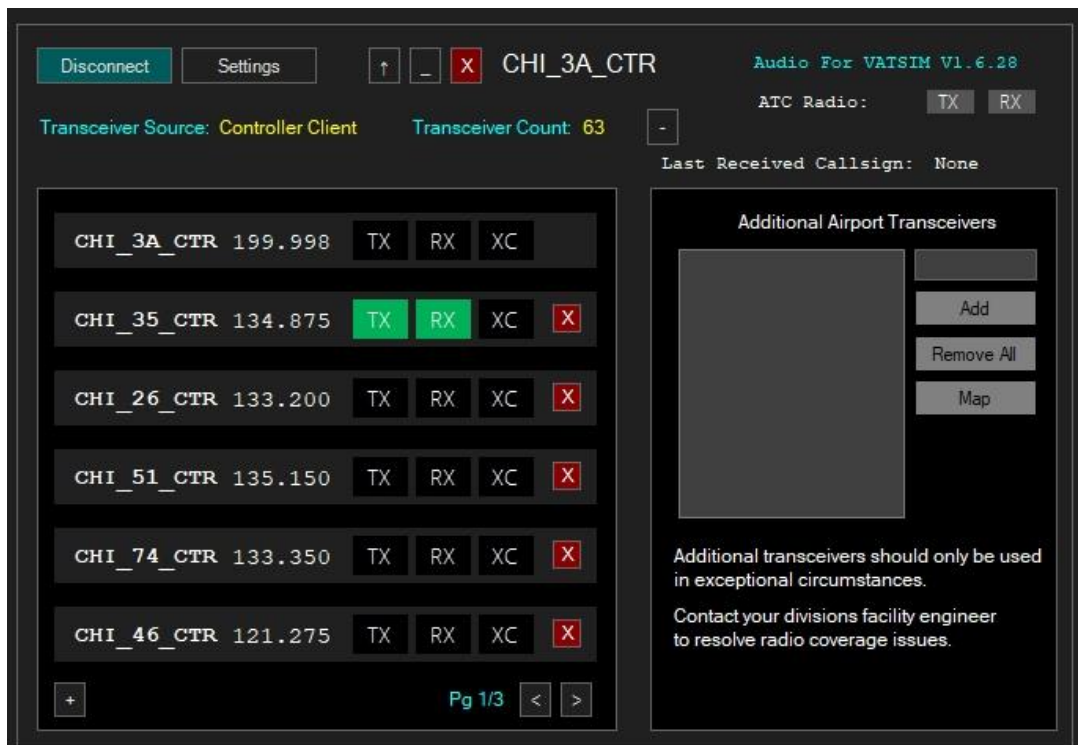 Disconnect Settings ↑ _ X CHI_3A_CTR Audio For VATSIM V1.6.28
ATC Radio: TX RX
Transceiver Source: Controller Client Transceiver Count: 63 -
Last Received Callsign: None
CHI_3A_CTR 199.998 TX RX XC
CHI_35_CTR 134.875 TX RX XC X
CHI_26_CTR 133.200 TX RX XC X
CHI_51_CTR 135.150 TX RX XC X
CHI_74_CTR 133.350 TX RX XC X
CHI_46_CTR 121.275 TX RX XC X
+ Pg 1/3 < >
Additional Airport Transceivers
Add
Remove All
Map
Additional transceivers should only be used
in exceptional circumstances.
Contact your divisions facility engineer
to resolve radio coverage issues.